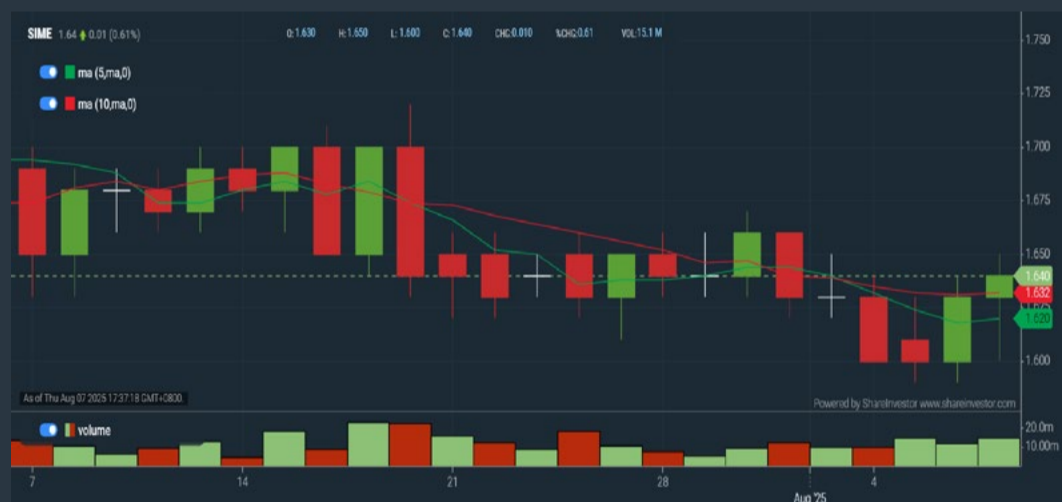 SIME 1.64 0.01 (0.61%) O:1.630 H:1.650 L:1.600 C:1.640 CHG:0.010 %CHG:0.61 VOL:15.1 M
1.750
ma (5,ma,0)
ma (10,ma,0)
1.725
1.700
1.675
1.650
1.640
1.632
1.620
1.600
As of Thu Aug 07 2025 17:37:18 GMT+0800
Powered by ShareInvestor www.shareinvestor.com
volume
20.0m
10.00m
7 14 21 28 4
Aug '25